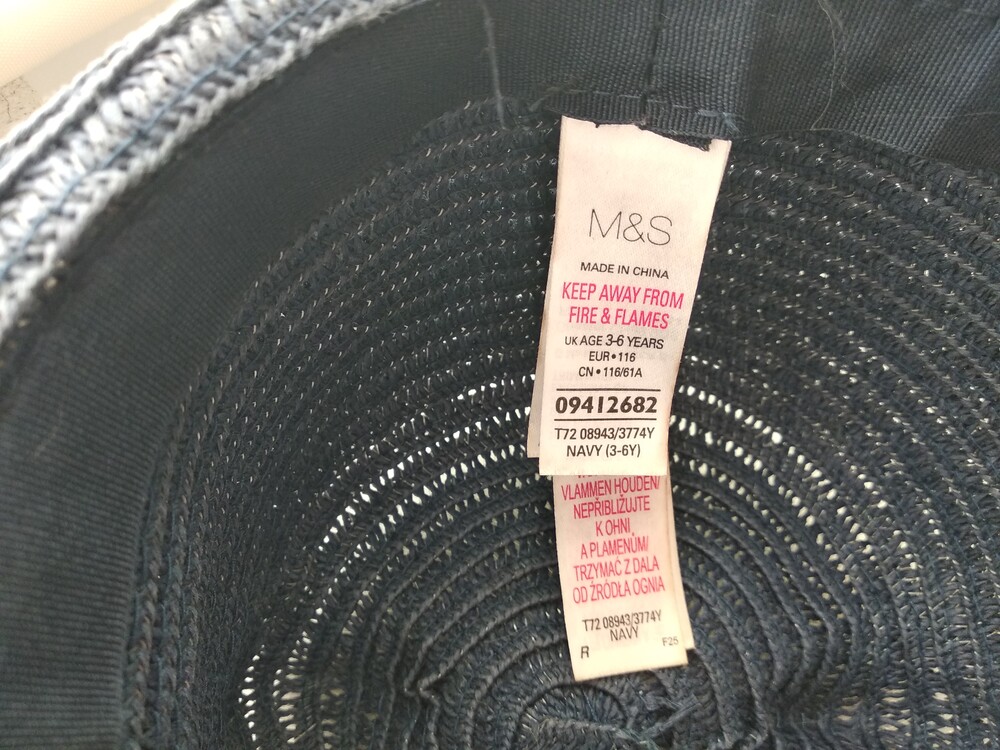 M&S
MADE IN CHINA
KEEP AWAY FROM
FIRE & FLAMES
UK AGE 3-6 YEARS
EUR•116
CN•116/61A
09412682
T72 08943/3774Y
NAVY (3-6Y)
VLAMMEN HOUDEN/
NEPŘIBLIŽUJTE
K OHNI
A PLAMENŮM/
TRZYMAĆ Z DALA
OD ŹRÓDŁA OGNIA
T72 08943/3774Y
NAVY
R F25